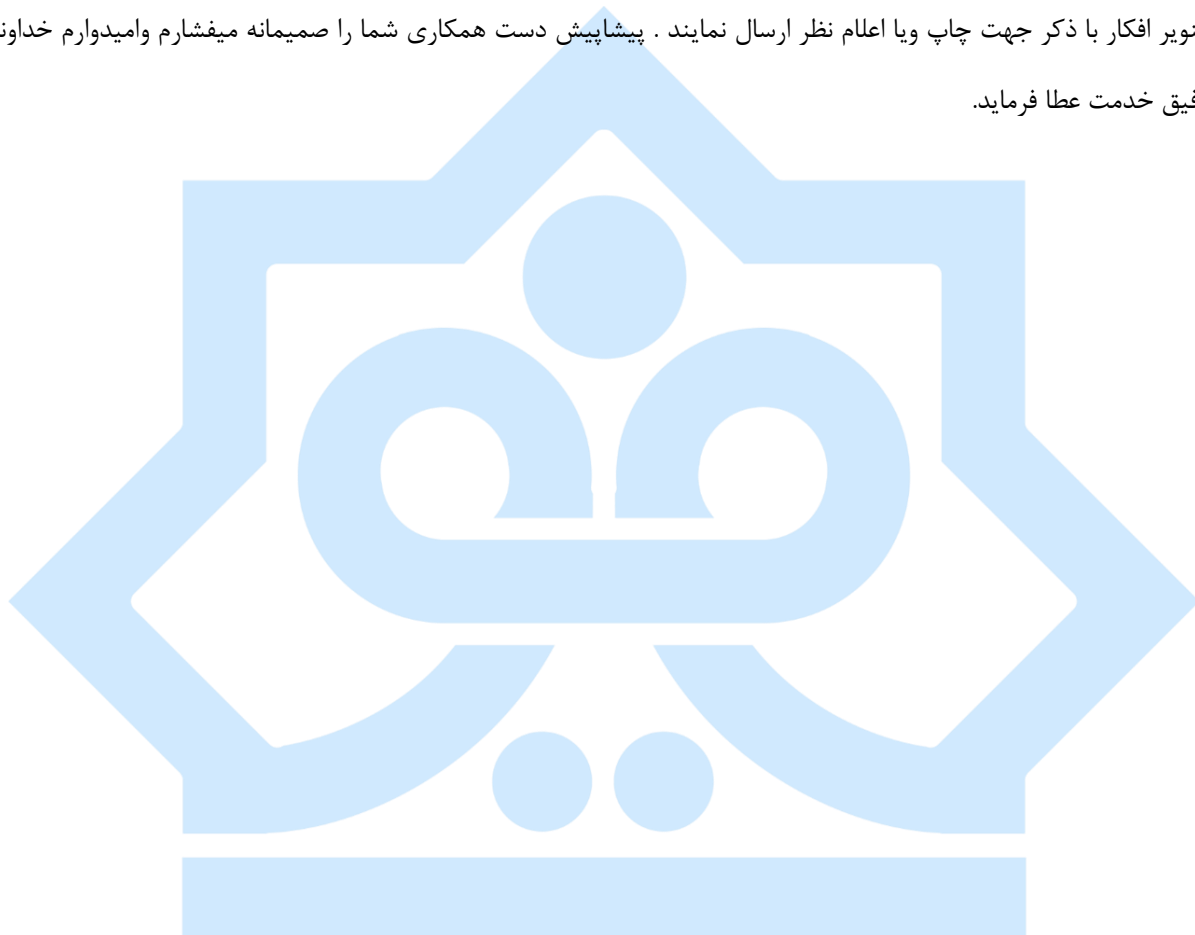 نویر افکار با ذکر جهت چاپ ویا اعلام نظر ارسال نمایند . پیشاپیش دست همکاری شما را صمیمانه میفشارم وامیدوارم خداون
فیق خدمت عطا فرماید.